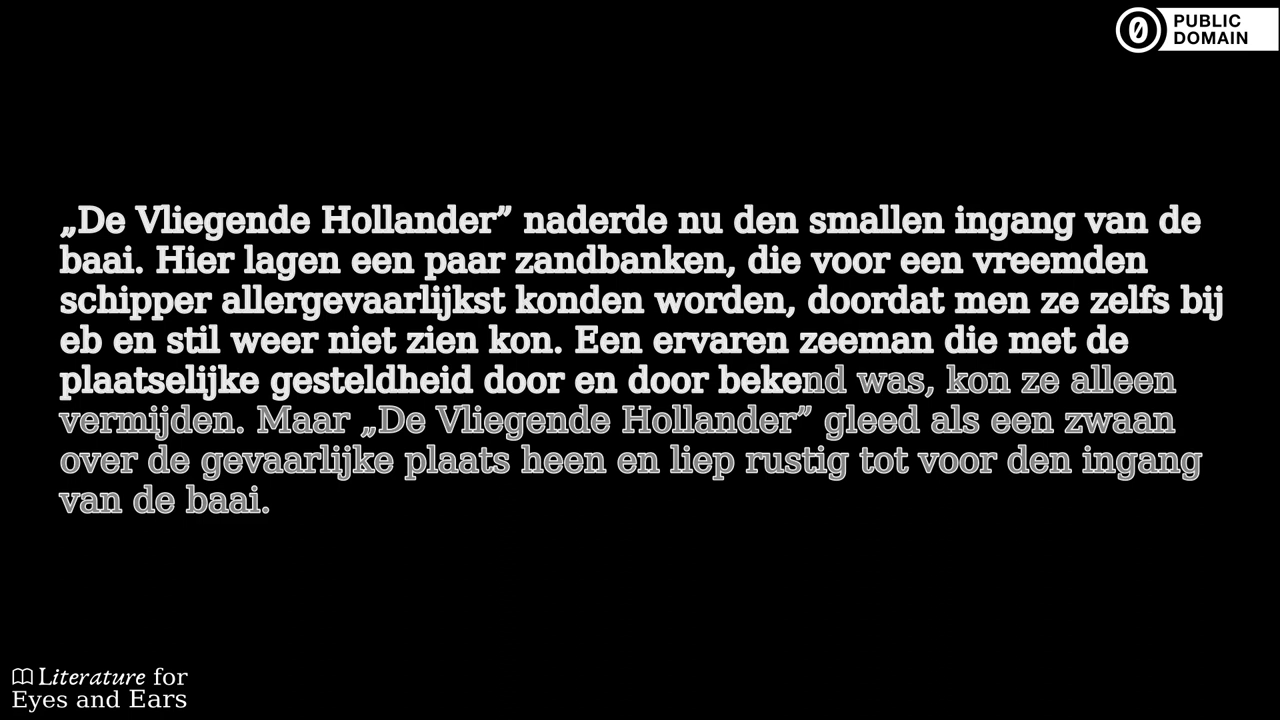 PUBLIC
DOMAIN
„De Vliegende Hollander” naderde nu den smallen ingang van de
baai. Hier lagen een paar zandbanken, die voor een vreemden
schipper allergevaarlijkst konden worden, doordat men ze zelfs bij
eb en stil weer niet zien kon. Een ervaren zeeman die met de
plaatselijke gesteldheid door en door bekend was, kon ze alleen
vermijden. Maar „De Vliegende Hollander” gleed als een zwaan
over de gevaarlijke plaats heen en liep rustig tot voor den ingang
van de baai.
Literature for
Eyes and Ears